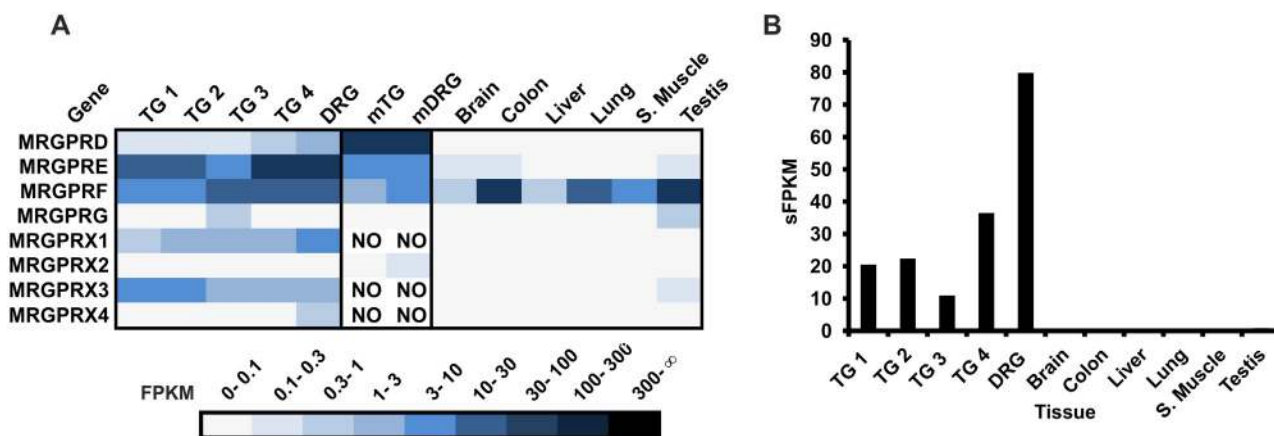 A
Gene TG 1 TG 2 TG 3 TG 4 DRG mTG mDRG Brain Colon Liver Lung S. Muscle Testis
MRGPRD
MRGPRE
MRGPRF
MRGPRG
MRGPRX1 NO NO
MRGPRX2
MRGPRX3 NO NO
MRGPRX4 NO NO
FPKM 0- 0.1 0.1- 0.3 0.3- 1 1- 3 3- 10 10- 30 30- 100 100- 300 300- ∞
B
sFPKM
90
80
70
60
50
40
30
20
10
0
TG 1 TG 2 TG 3 TG 4 DRG Brain Colon Liver Lung S. Muscle Testis
Tissue